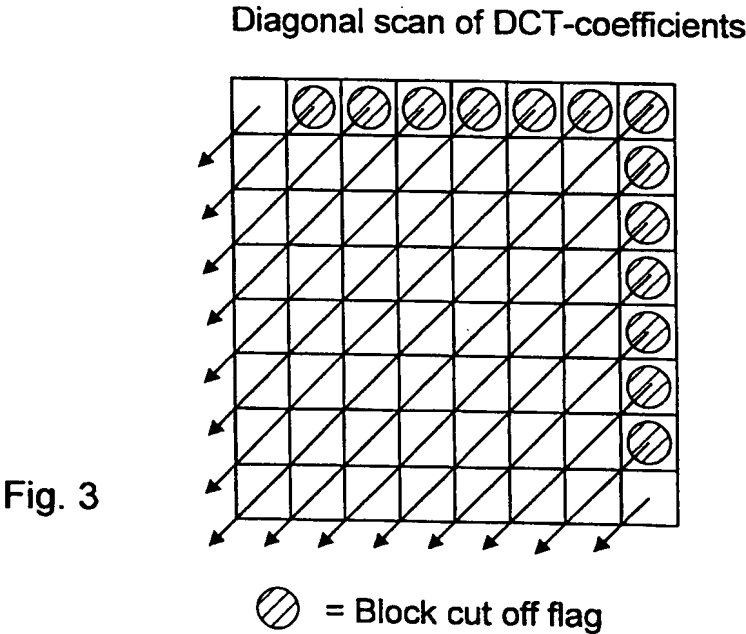 Diagonal scan of DCT-coefficients
Fig. 3
= Block cut off flag